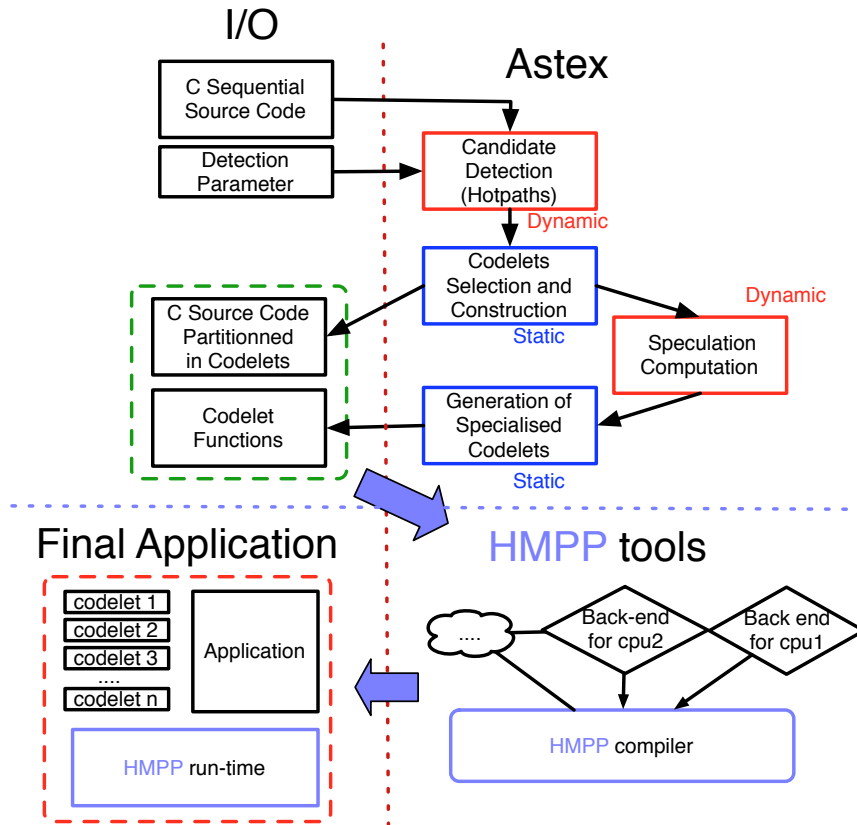 I/O
Astex
C Sequential
Source Code
Detection
Parameter
Candidate
Detection
(Hotpaths)
Dynamic
Codelets
Selection and
Construction
Static
Dynamic
Speculation
Computation
C Source Code
Partitionned
in Codelets
Codelet
Functions
Generation of
Specialised
Codelets
Static
Final Application
HMPP tools
codelet 1
codelet 2
codelet 3
....
codelet n
Application
HMPP run-time
....
Back-end
for cpu2
Back end
for cpu1
HMPP compiler